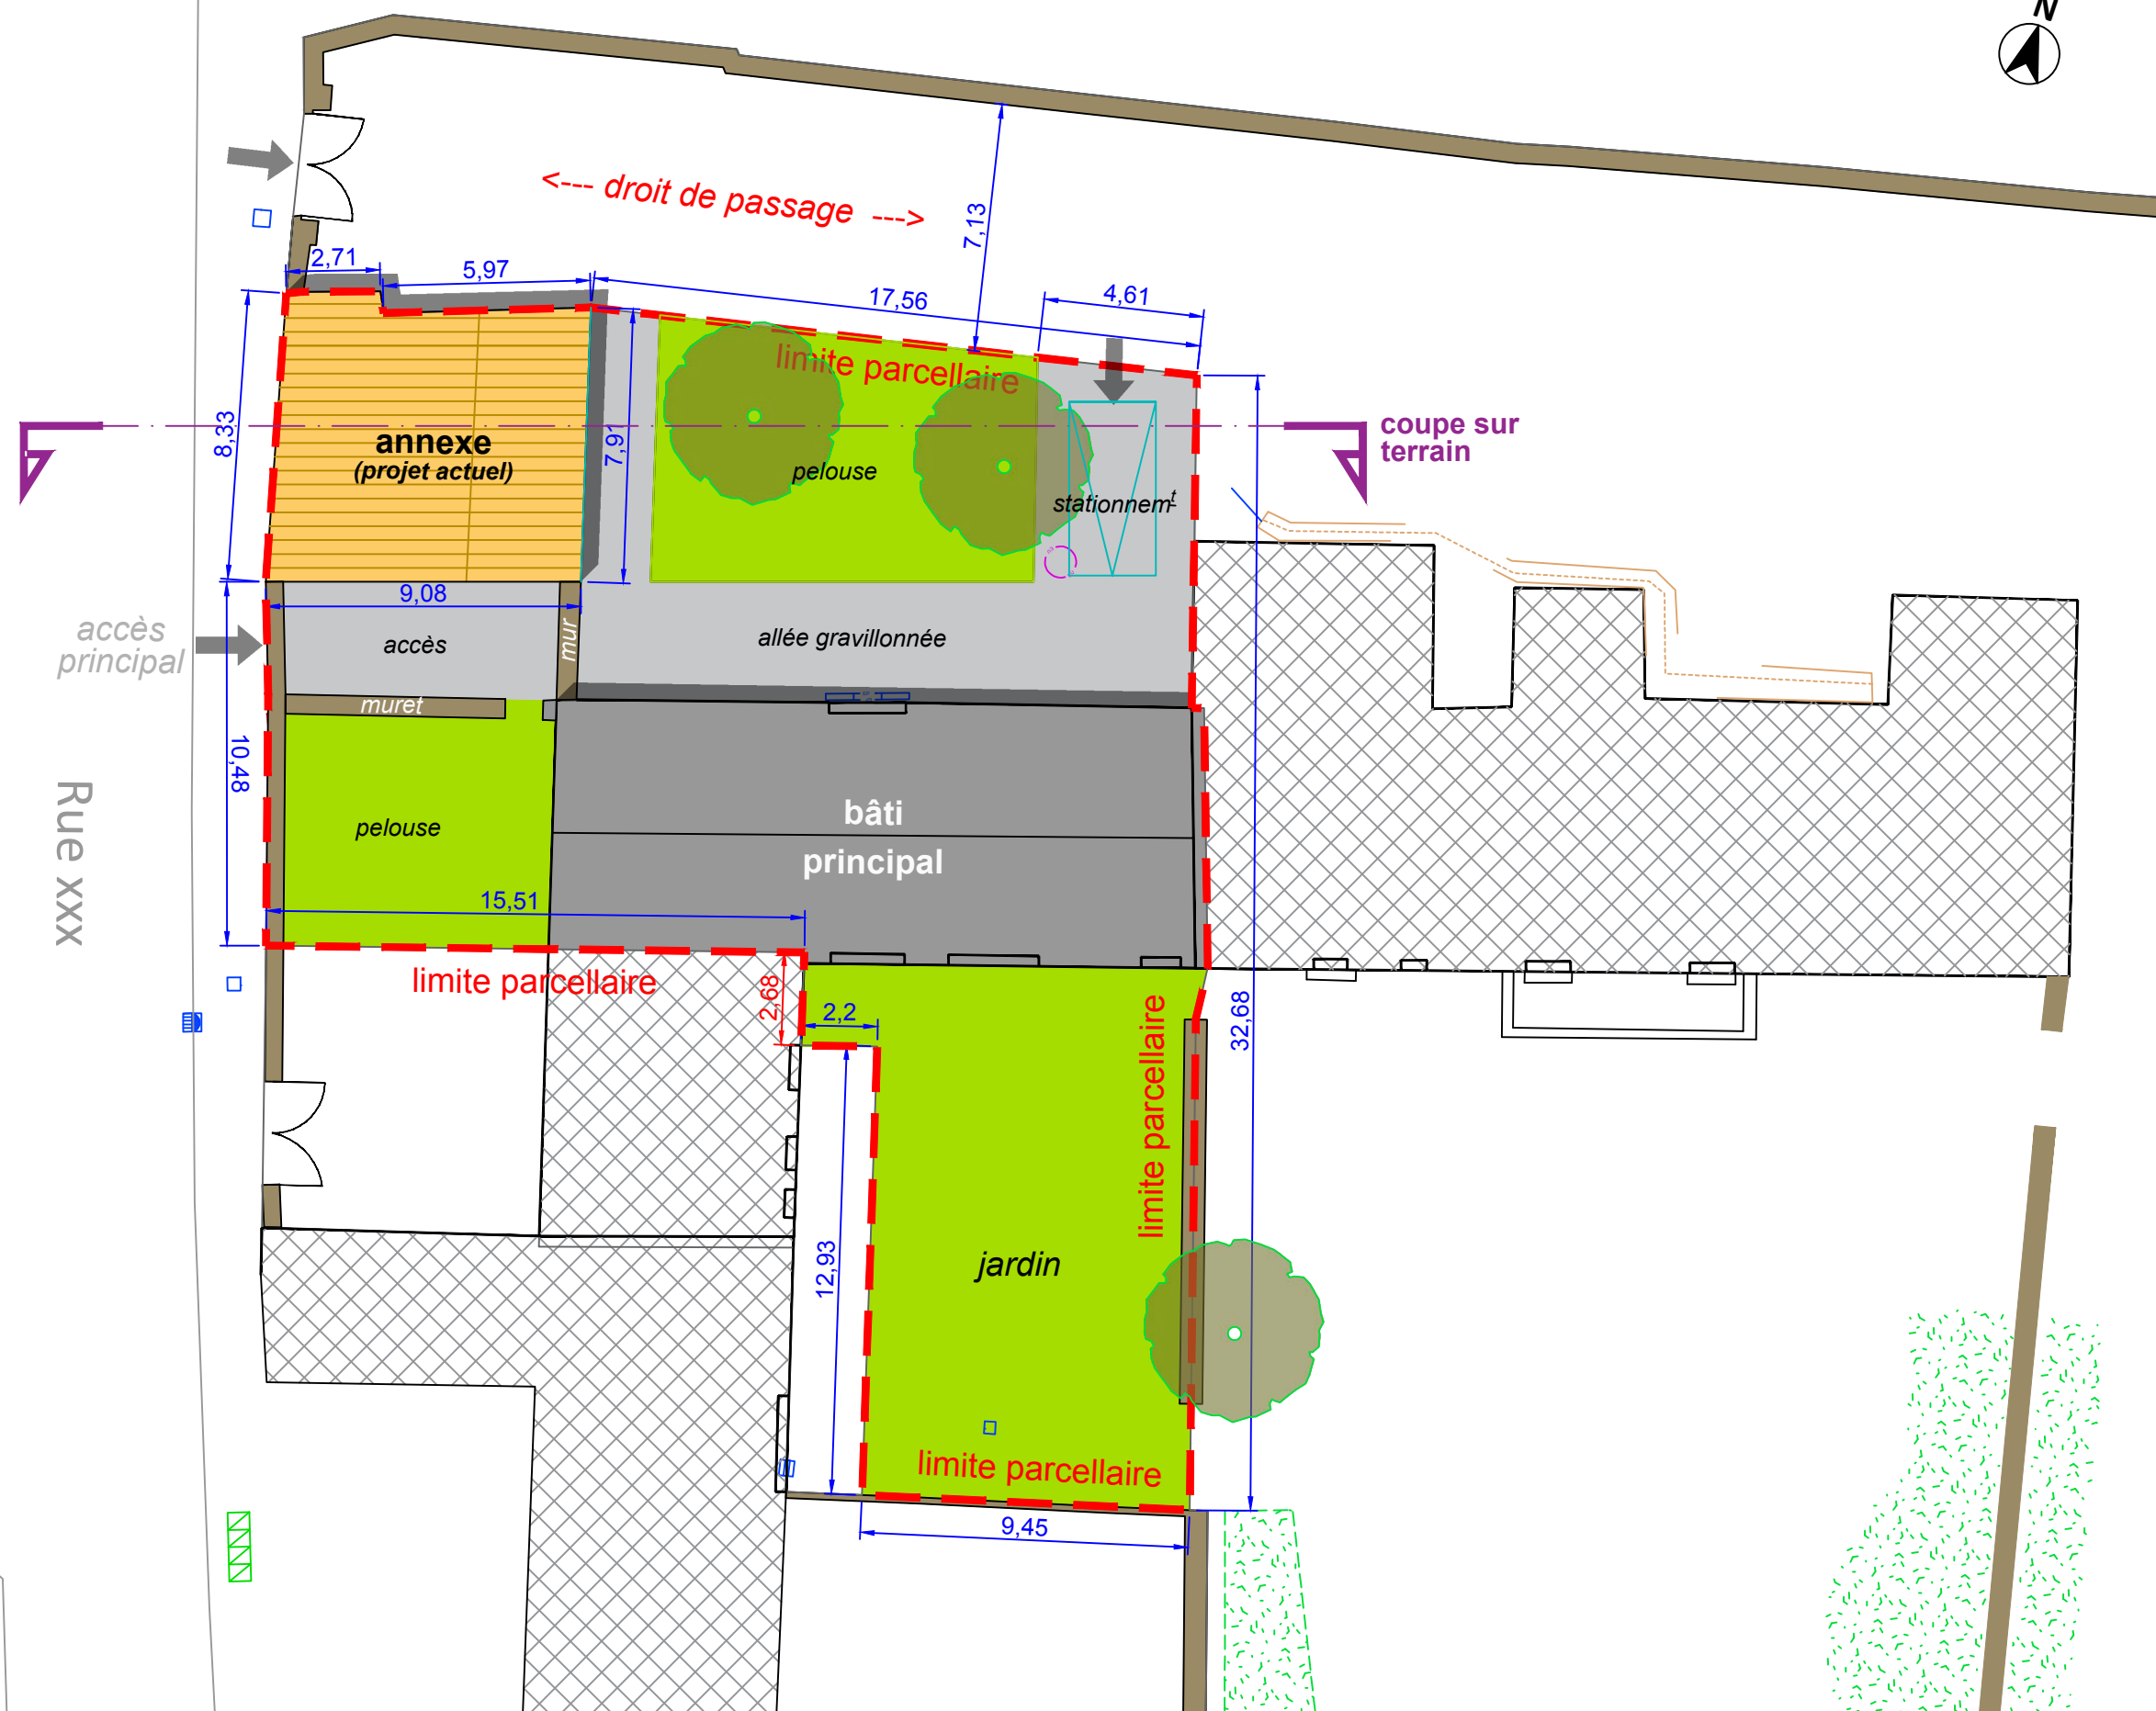 N
<--- droit de passage --->
7,13
2,71
5,97
17,56
4,61
limite parcellaire
8,33
annexe
(projet actuel)
7,91
pelouse
stationnemt
coupe sur
terrain
9,08
accès
mur
allée gravillonnée
accès
principal
muret
10,48
Rue xxx
pelouse
bâti
principal
15,51
limite parcellaire
2,68
2,2
limite parcellaire
32,68
12,93
jardin
limite parcellaire
9,45